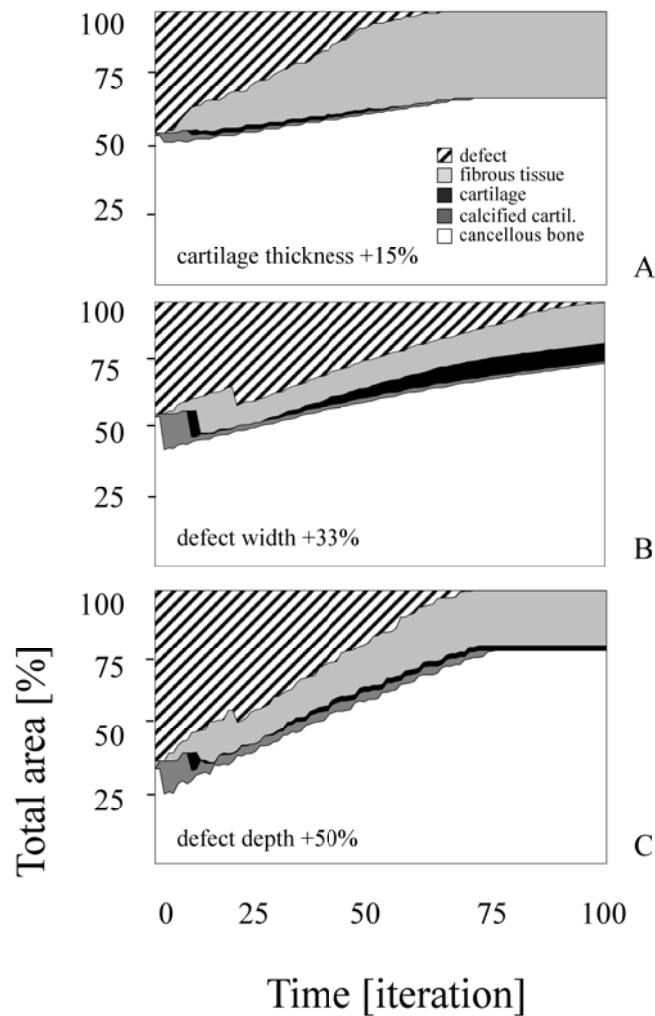 100
75
50
25
defect
fibrous tissue
cartilage
calcified cartil.
cancellous bone
cartilage thickness +15%
A
100
75
50
25
defect width +33%
B
100
75
50
25
defect depth +50%
C
Total area [%]
0 25 50 75 100
Time [iteration]